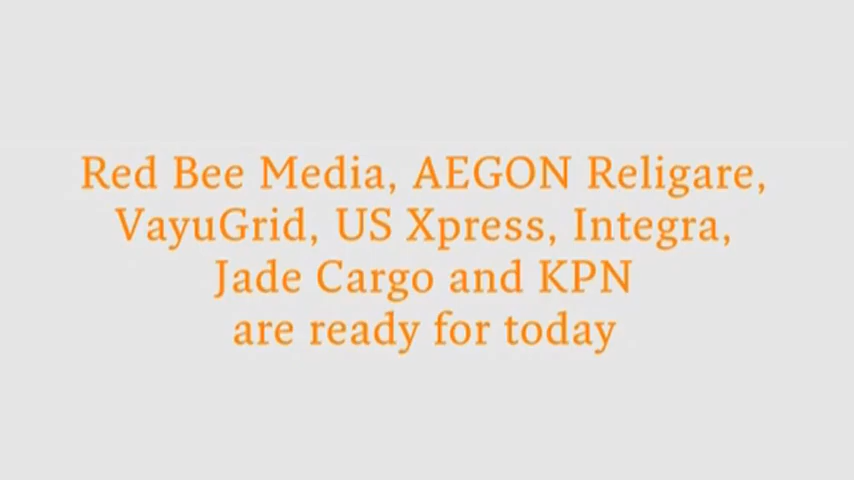 Red Bee Media, AEGON Religare,
VayuGrid, US Xpress, Integra,
Jade Cargo and KPN
are ready for today